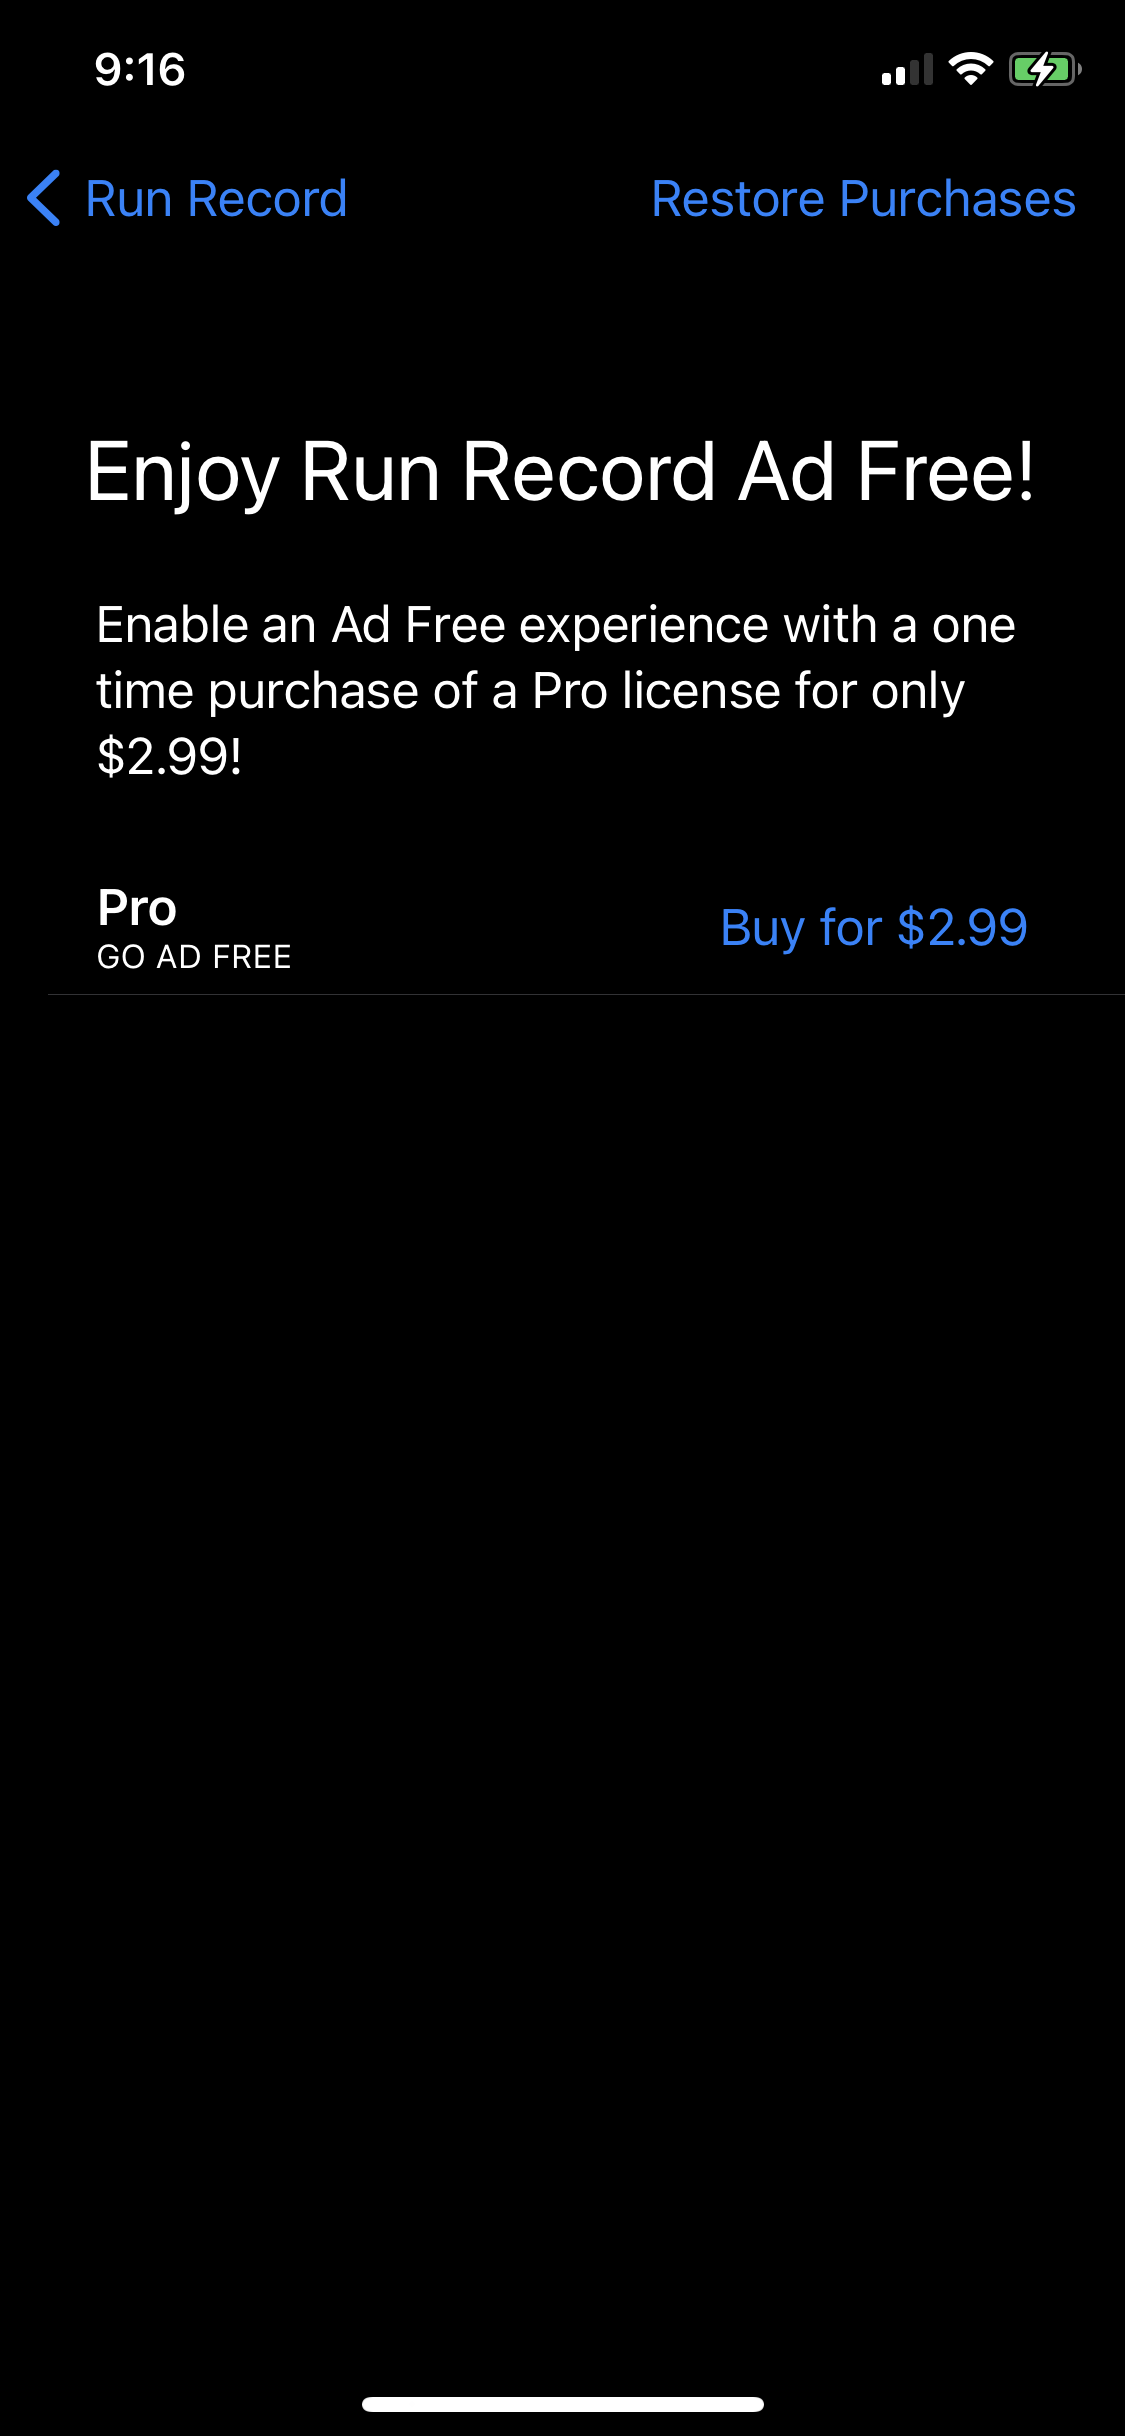 9:16
Run Record
Restore Purchases
Enjoy Run Record Ad Free!
Enable an Ad Free experience with a one
time purchase of a Pro license for only
$2.99!
Pro
GO AD FREE
Buy for $2.99